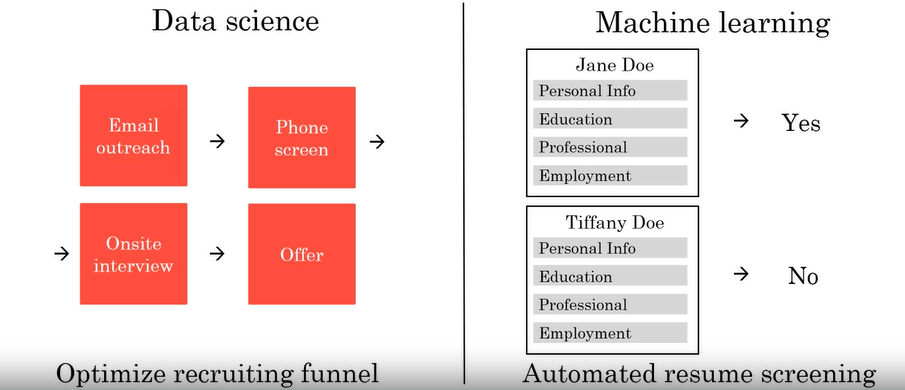 Data science
Email
outreach
→
Phone
screen
→
→
Onsite
interview
→
Offer
Optimize recruiting funnel
Machine learning
Jane Doe
Personal Info
Education
Professional
Employment
→
Yes
Tiffany Doe
Personal Info
Education
Professional
Employment
→
No
Automated resume screening